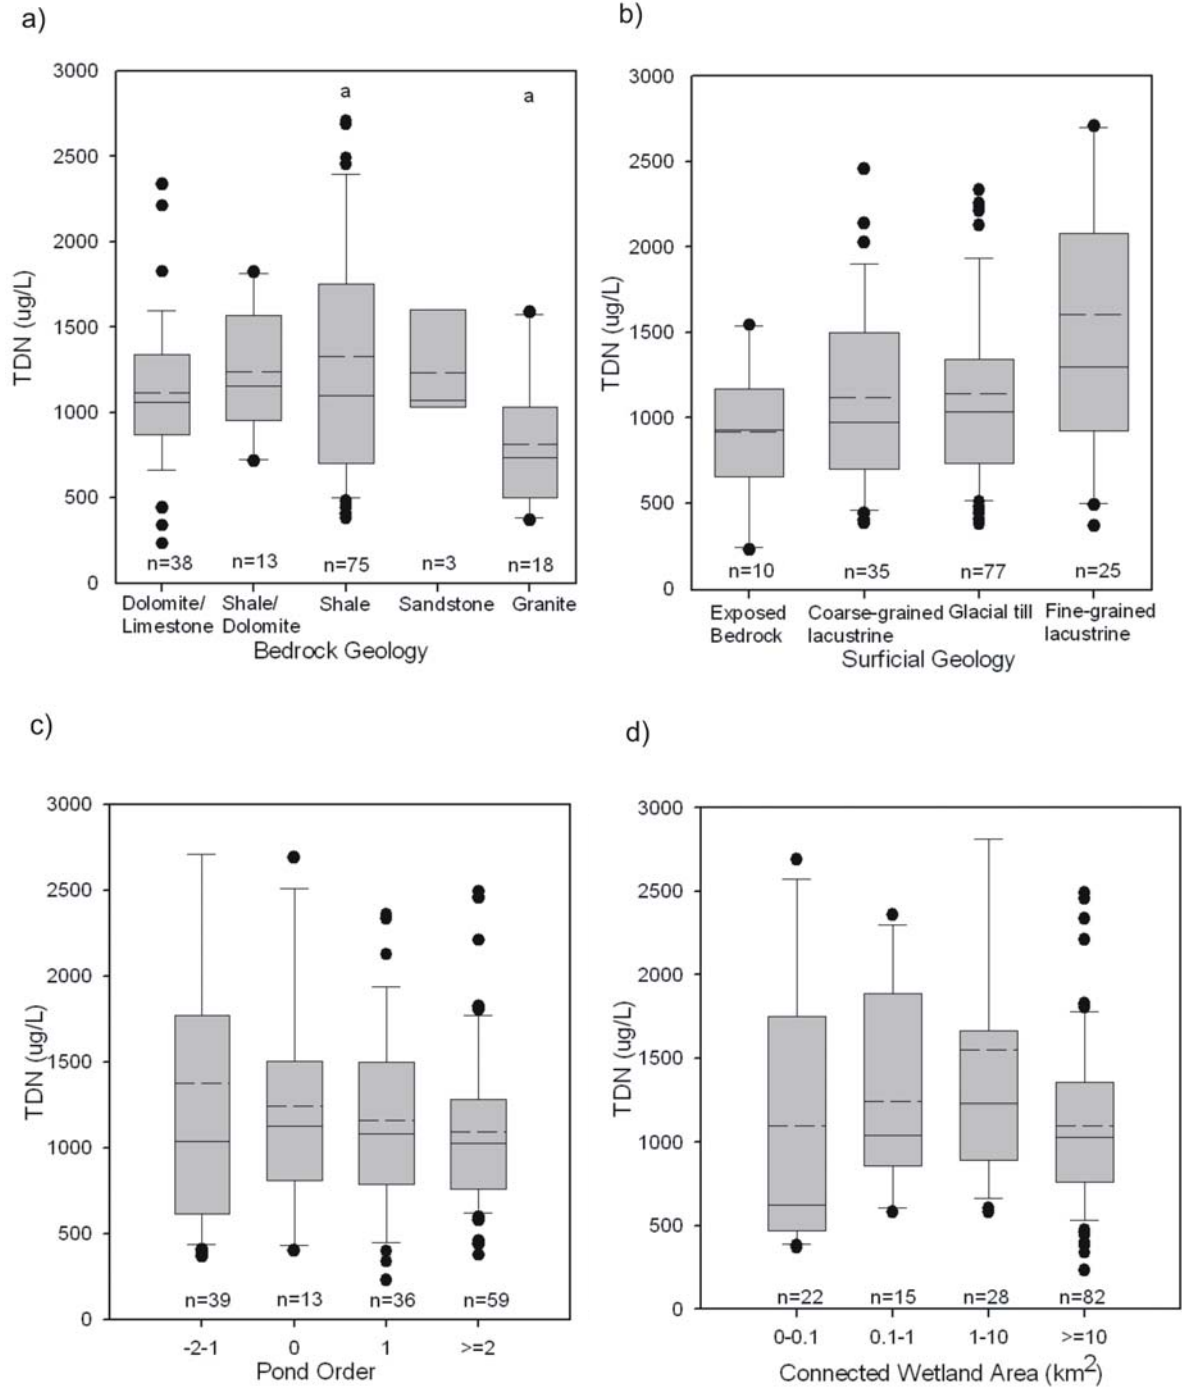 a)
3000
2500
2000
1500
1000
500
0
TDN (ug/L)
a a
n=38 n=13 n=75 n=3 n=18
Dolomite/ Shale/ Shale Sandstone Granite
Limestone Dolomite
Bedrock Geology
b)
3000
2500
2000
1500
1000
500
0
TDN (ug/L)
n=10 n=35 n=77 n=25
Exposed Coarse-grained Glacial till Fine-grained
Bedrock lacustrine lacustrine
Surficial Geology
c)
3000
2500
2000
1500
1000
500
0
TDN (ug/L)
n=39 n=13 n=36 n=59
-2-1 0 1 >=2
Pond Order
d)
3000
2500
2000
1500
1000
500
0
TDN (ug/L)
n=22 n=15 n=28 n=82
0-0.1 0.1-1 1-10 >=10
Connected Wetland Area (km²)